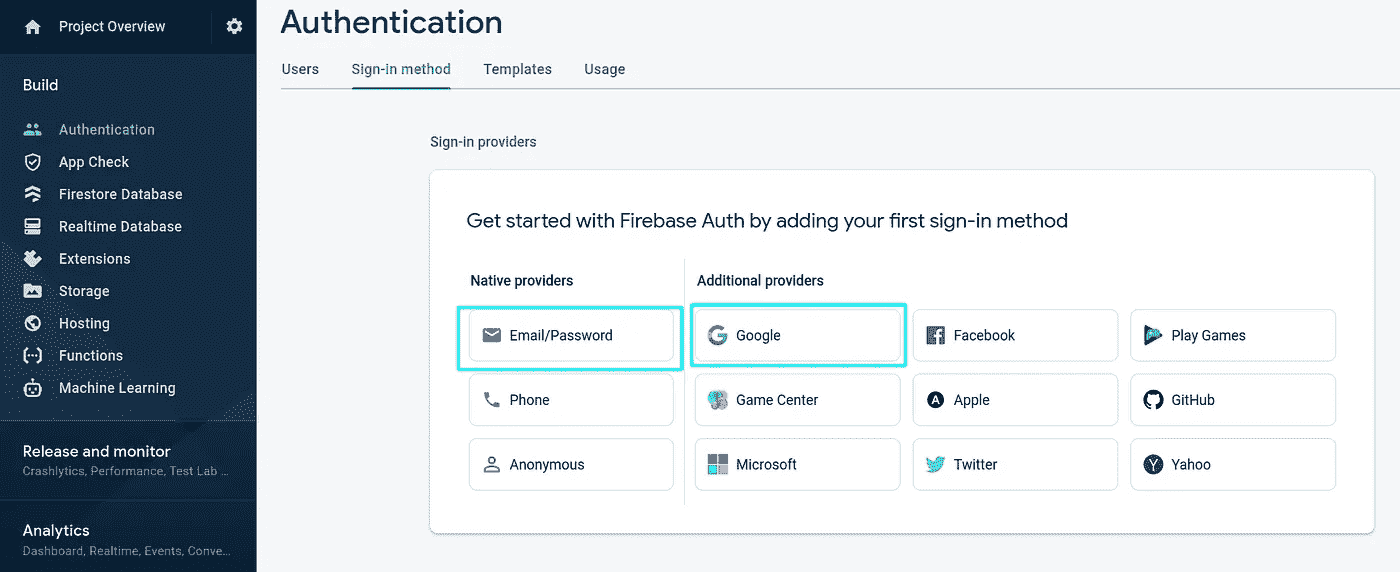 Project Overview
Build
Authentication
App Check
Firestore Database
Realtime Database
Extensions
Storage
Hosting
Functions
Machine Learning
Release and monitor
Crashlytics, Performance, Test Lab ...
Analytics
Dashboard, Realtime, Events, Conve...
Authentication
Users Sign-in method Templates Usage
Sign-in providers
Get started with Firebase Auth by adding your first sign-in method
Native providers Additional providers
Email/Password Google Facebook Play Games
Phone Game Center Apple GitHub
Anonymous Microsoft Twitter Yahoo